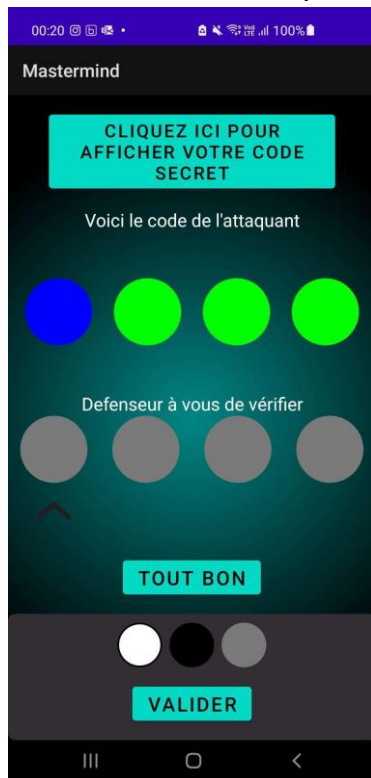 00:20 100%
Mastermind
CLIQUEZ ICI POUR
AFFICHER VOTRE CODE
SECRET
Voici le code de l'attaquant
Defenseur à vous de vérifier
TOUT BON
VALIDER